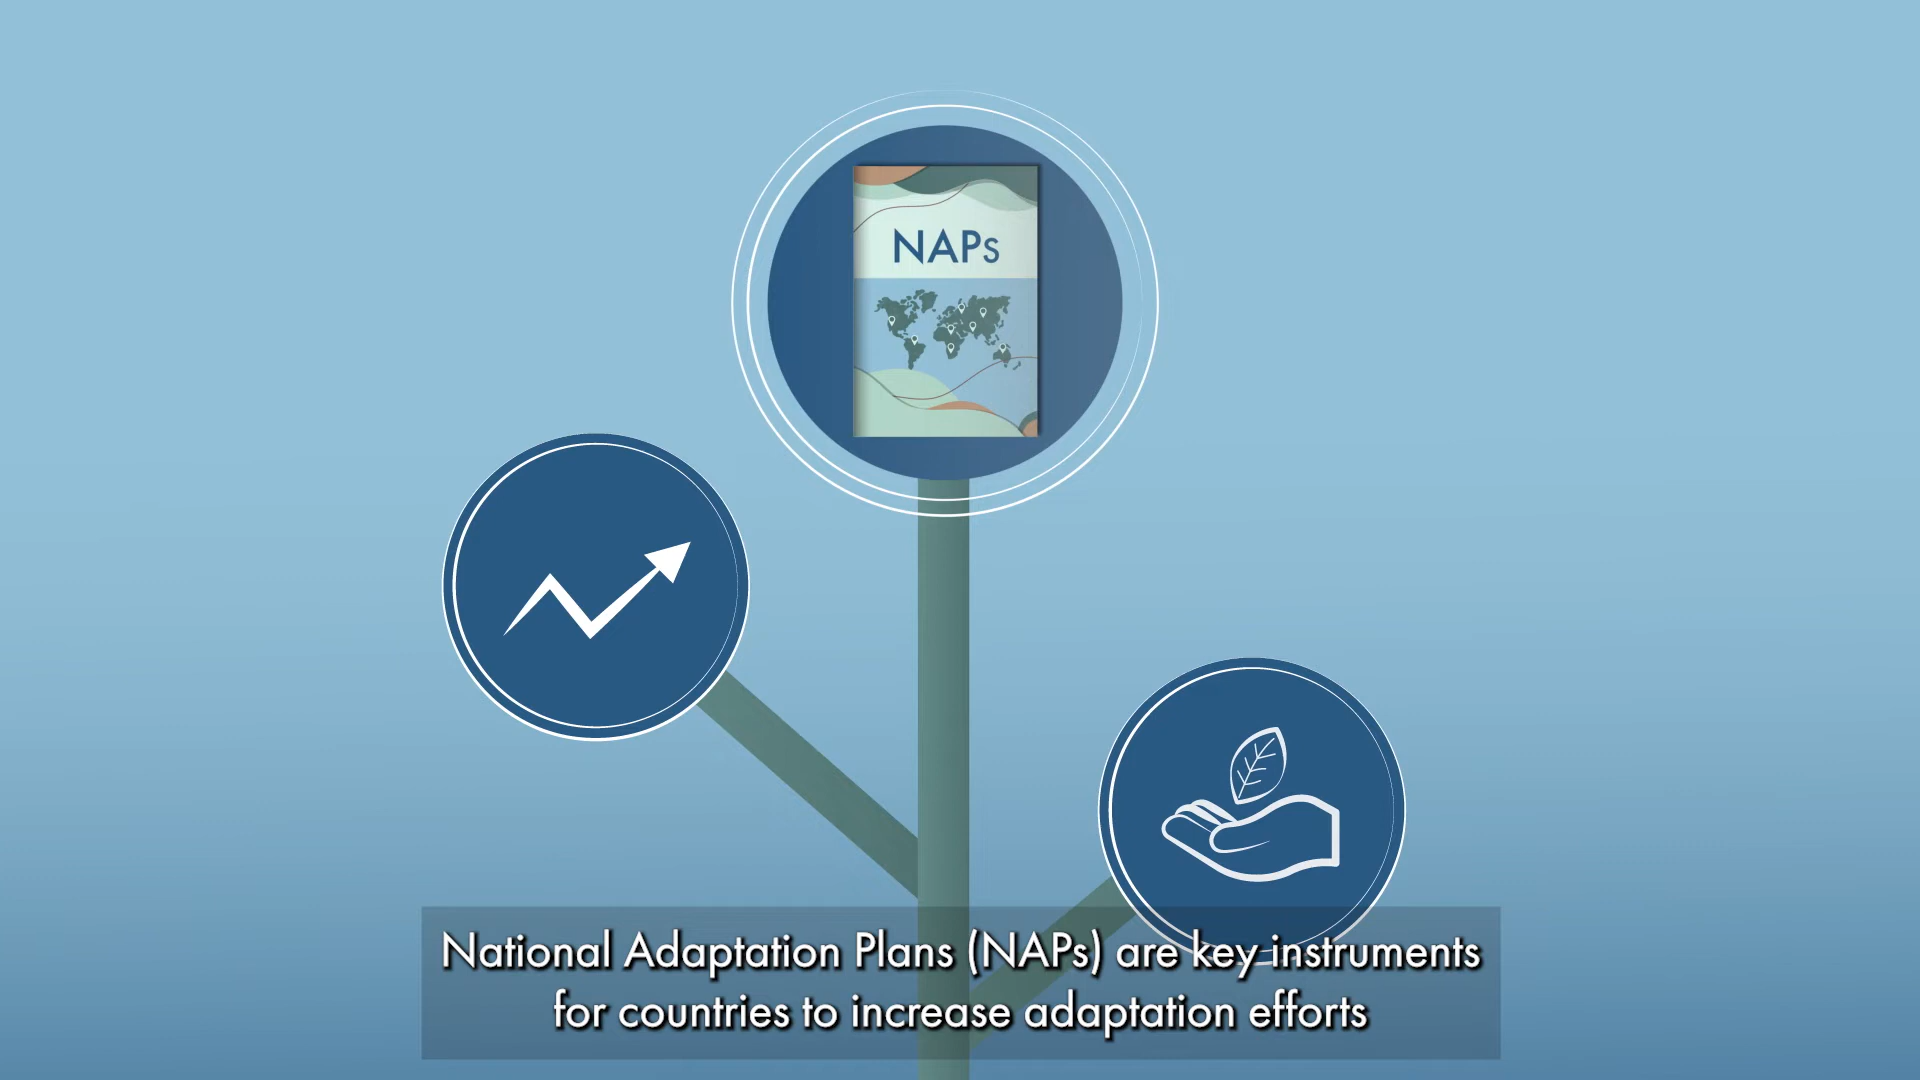 NAPs
National Adaptation Plans (NAPs) are key instruments
for countries to increase adaptation efforts